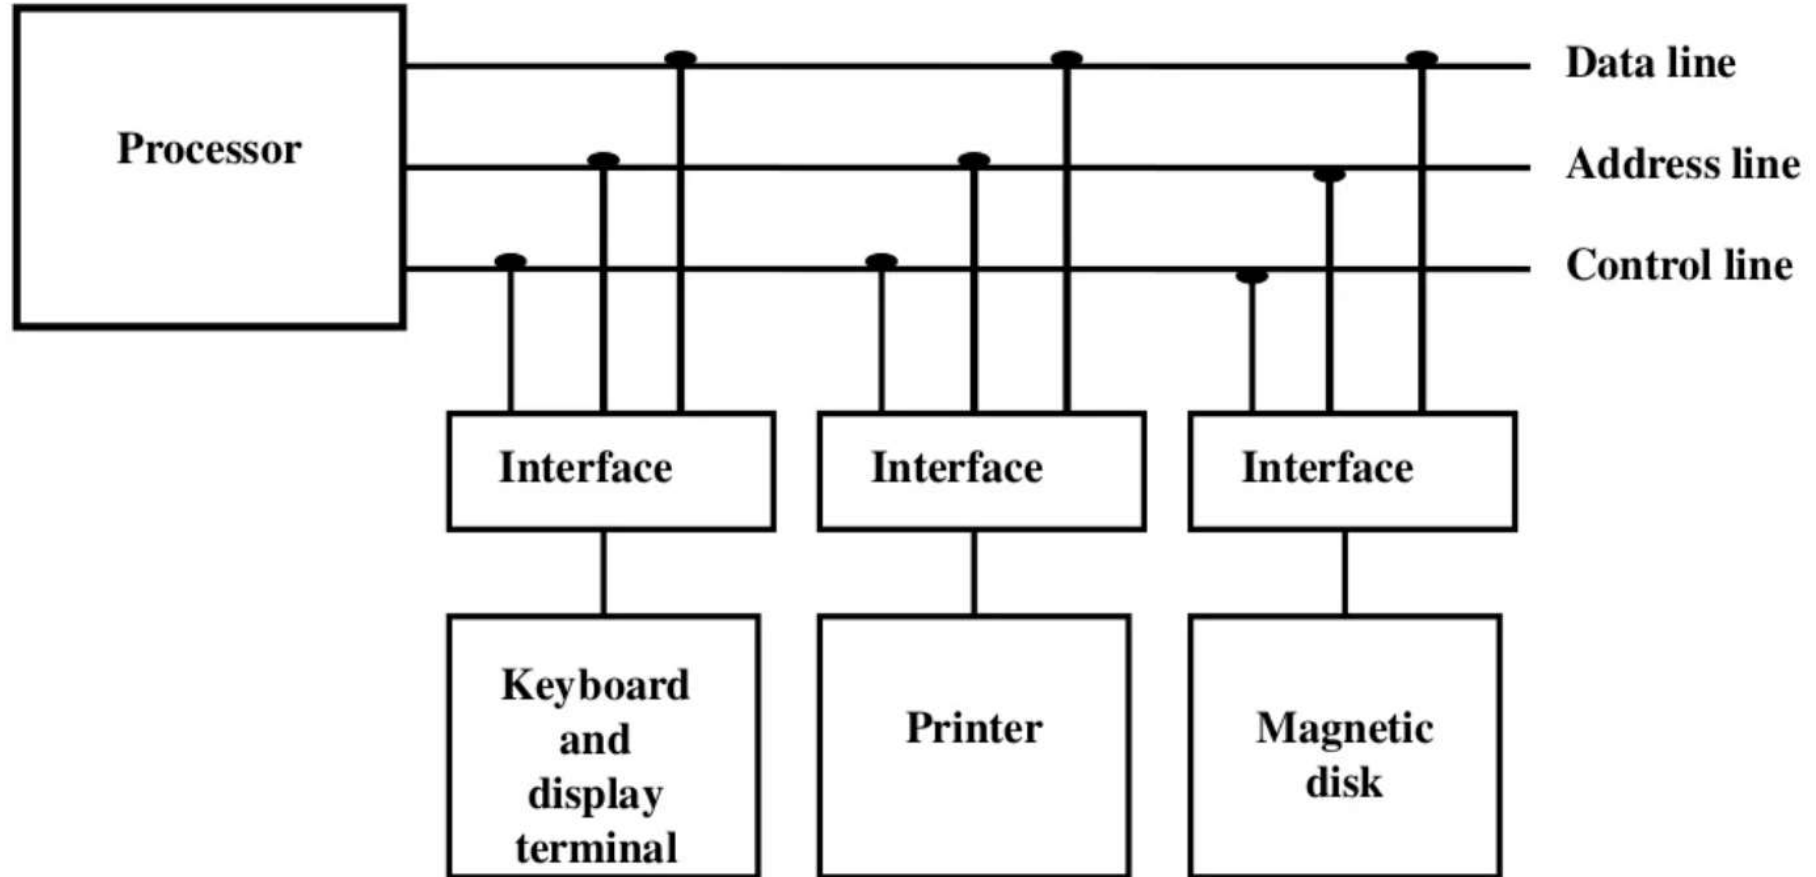 Processor
Data line
Address line
Control line
Interface
Interface
Interface
Keyboard
and
display
terminal
Printer
Magnetic
disk